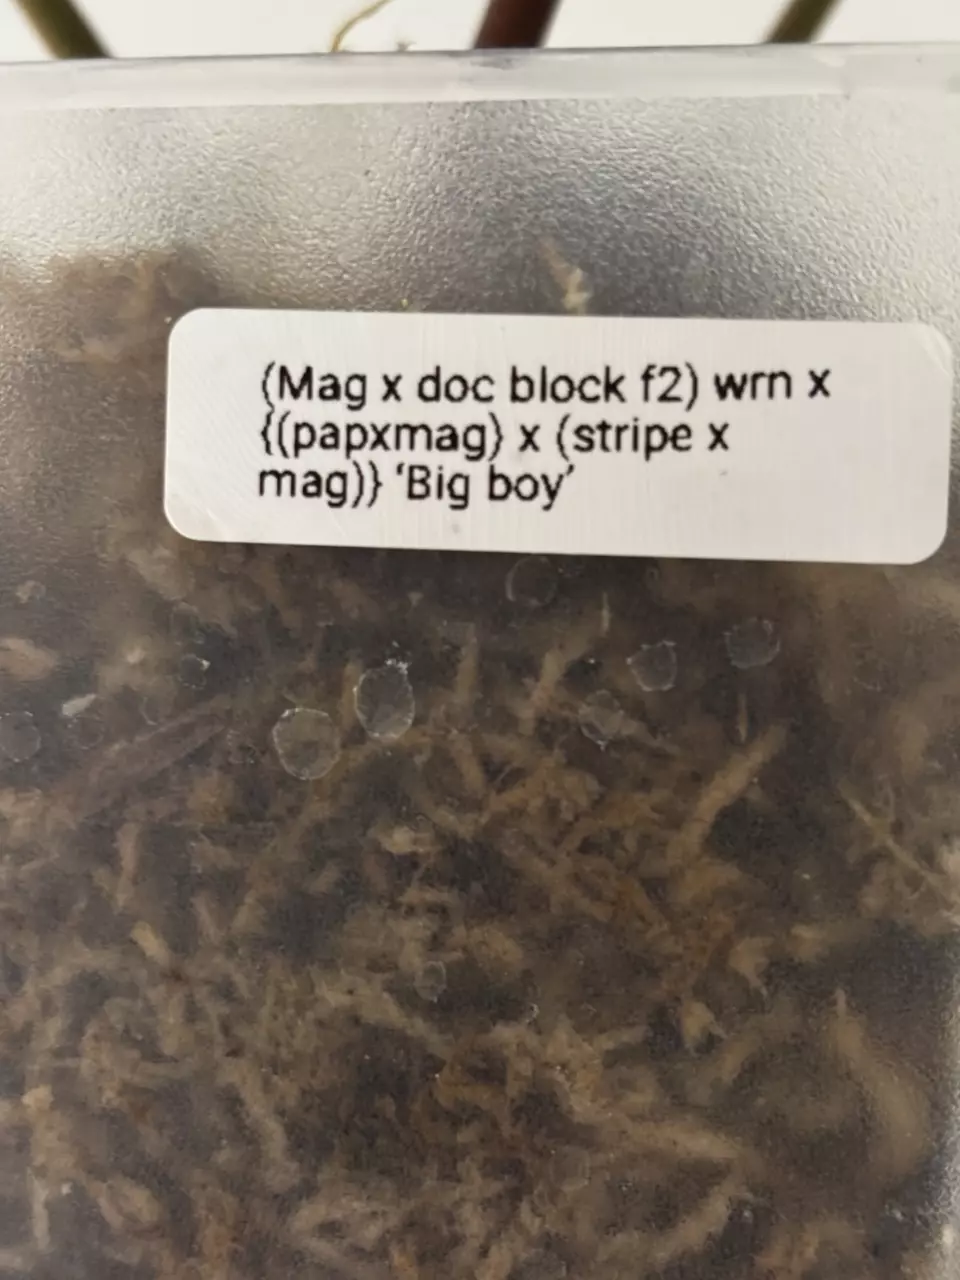 (Mag x doc block f2) wrn x
{(papxmag} x (stripe x
mag)} ‘Big boy’